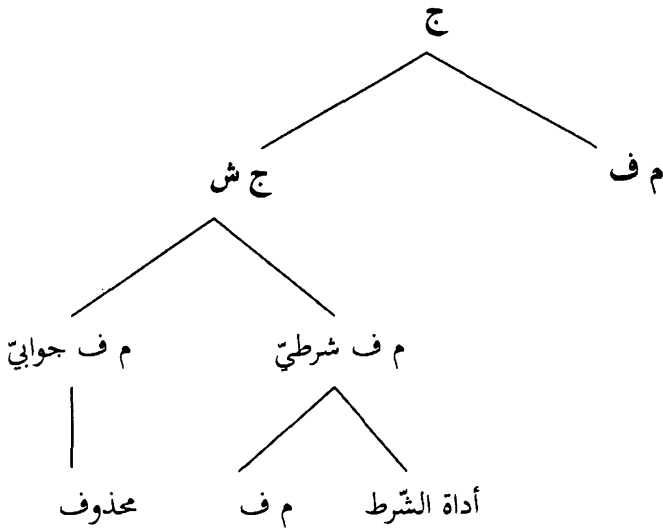 ج
م ف
ج ش
م ف شرطيّ
م ف جوابيّ
أداة الشّرط
م ف
محذوف